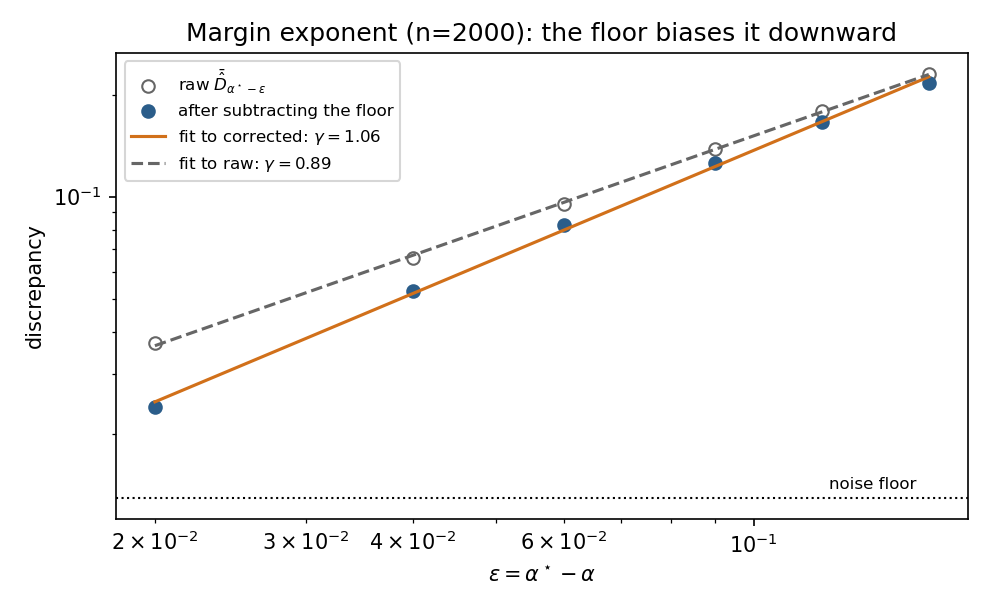 Margin exponent (n=2000): the floor biases it downward
raw $\bar{\hat{D}}_{\alpha^\star-\varepsilon}$
after subtracting the floor
fit to corrected: γ = 1.06
fit to raw: γ = 0.89
discrepancy
10⁻¹
noise floor
2 × 10⁻² 3 × 10⁻² 4 × 10⁻² 6 × 10⁻² 10⁻¹
ε = α⋆ − α